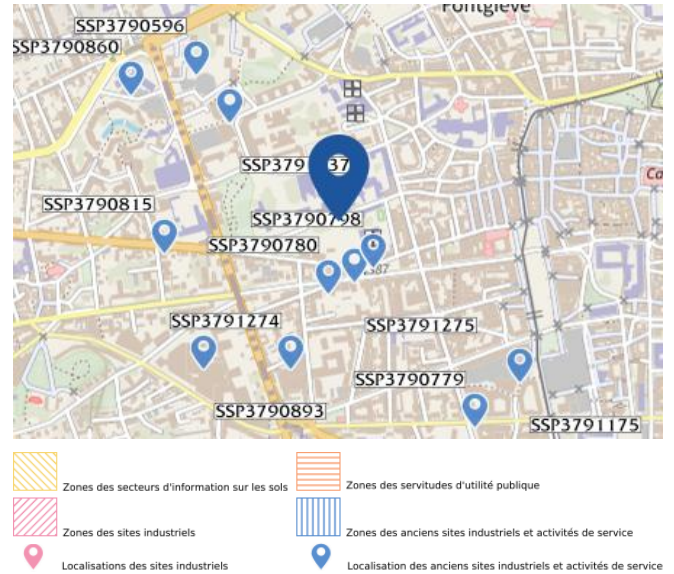 Fontgieve
SSP3790596
SSP3790860
SSP3790815
SSP3790798
SSP3790780
SSP3791274
SSP3791275
SSP3790779
SSP3790893
SSP3791175
Zones des secteurs d'information sur les sols
Zones des servitudes d'utilité publique
Zones des sites industriels
Zones des anciens sites industriels et activités de service
Localisations des sites industriels
Localisation des anciens sites industriels et activités de service